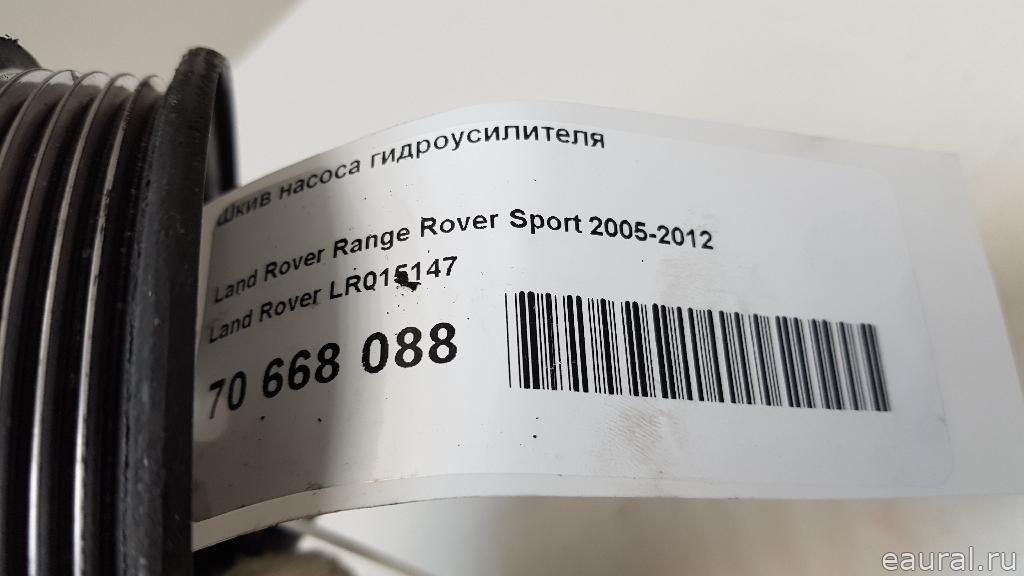 Шкив насоса гидроусилителя
Land Rover Range Rover Sport 2005-2012
Land Rover LR015147
70 668 088
eaural.ru